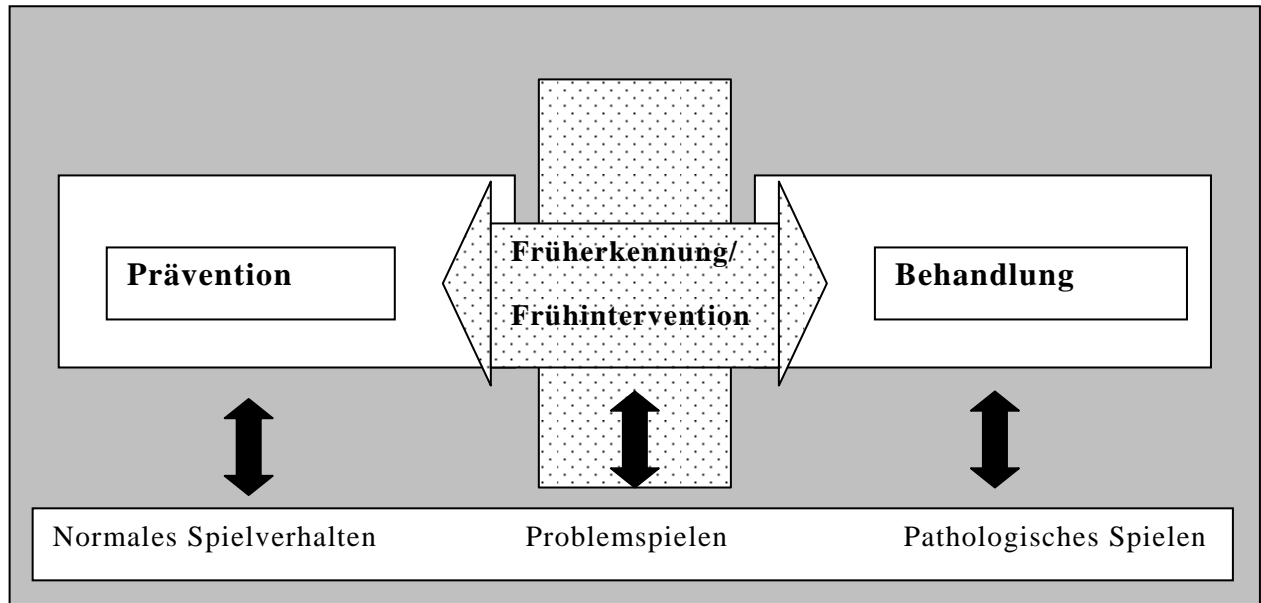 Prävention
Früherkennung/
Frühintervention
Behandlung
Normales Spielverhalten
Problemspielen
Pathologisches Spielen